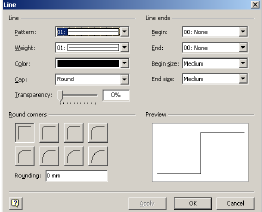 Line
Line
Line ends
Pattern: 01:
Begin: 00: None
Weight: 01:
End: 00: None
Color:
Begin size: Medium
Cap: Round
End size: Medium
Transparency: 0%
Round corners
Preview
Rounding: 0 mm
Apply
OK
Cancel